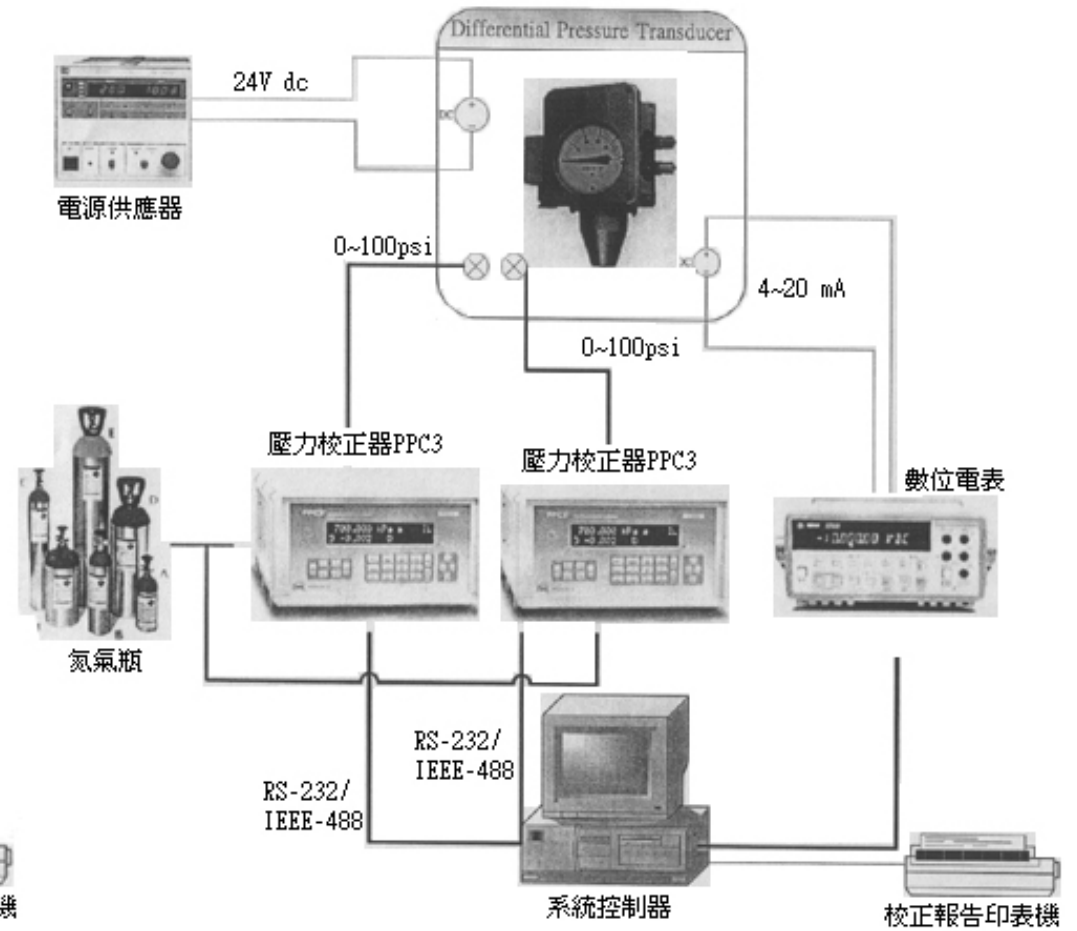 Differential Pressure Transducer
24V dc
DC
電源供應器
0~100psi
4~20 mA
0~100psi
壓力校正器PPC3
壓力校正器PPC3
數位電表
氮氣瓶
RS-232/
IEEE-488
RS-232/
IEEE-488
機
系統控制器
校正報告印表機